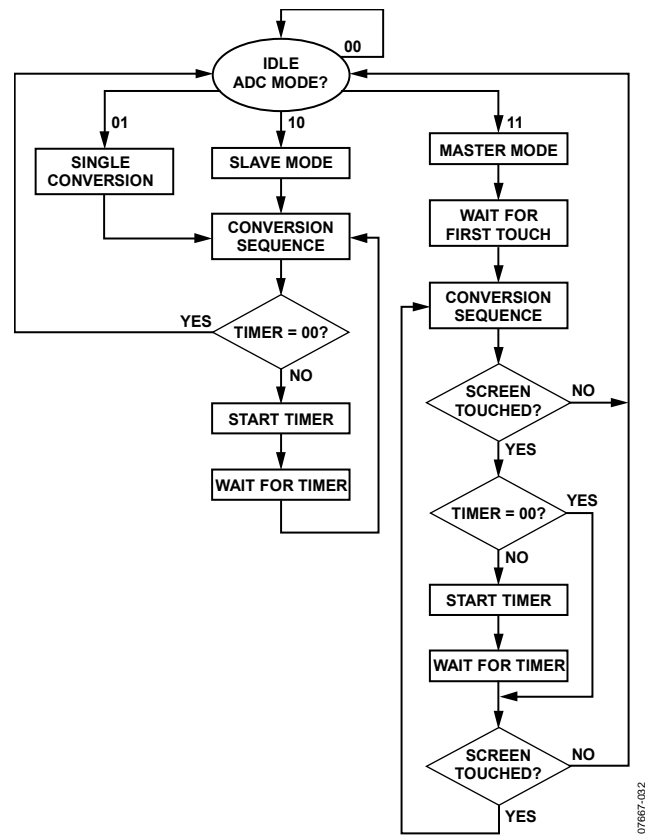 00
IDLE
ADC MODE?
01
10
11
SINGLE
CONVERSION
SLAVE MODE
MASTER MODE
CONVERSION
SEQUENCE
WAIT FOR
FIRST TOUCH
CONVERSION
SEQUENCE
YES
TIMER = 00?
NO
SCREEN
TOUCHED?
NO
START TIMER
YES
WAIT FOR TIMER
TIMER = 00?
YES
NO
START TIMER
WAIT FOR TIMER
SCREEN
TOUCHED?
NO
YES
07667-032